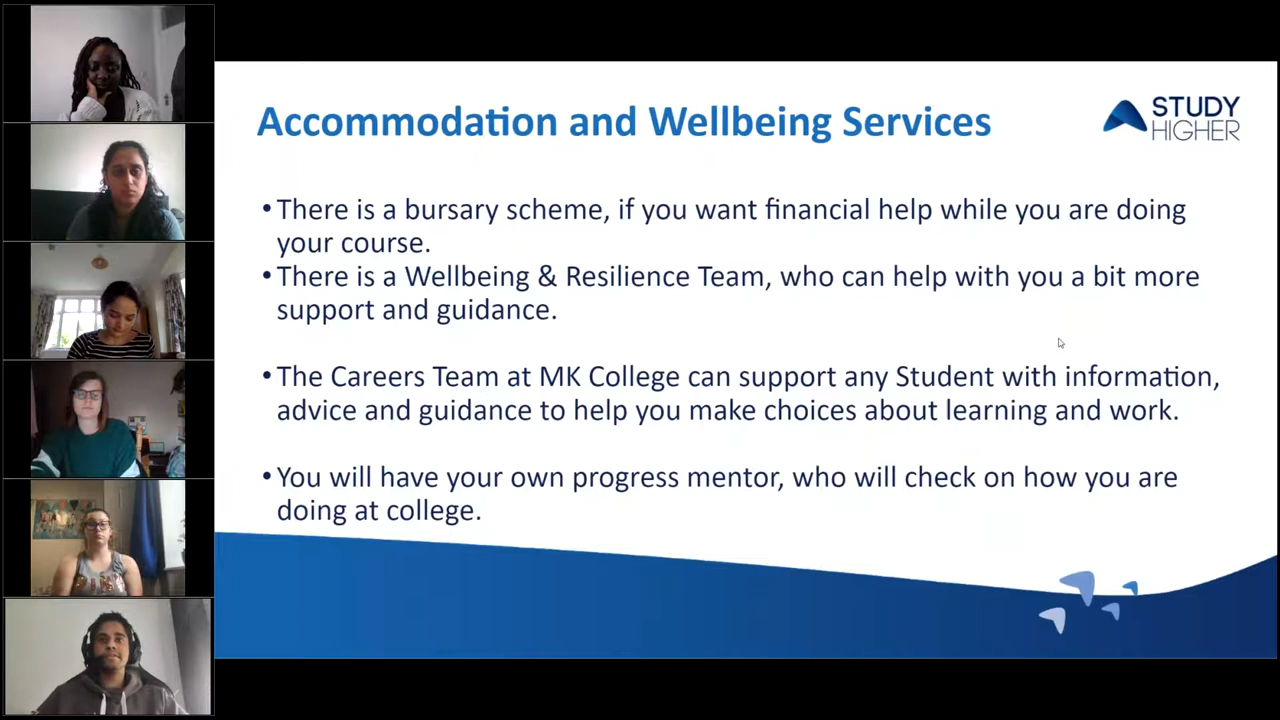 Accommodation and Wellbeing Services
STUDY
HIGHER
•There is a bursary scheme, if you want financial help while you are doing
your course.
•There is a Wellbeing & Resilience Team, who can help with you a bit more
support and guidance.
•The Careers Team at MK College can support any Student with information,
advice and guidance to help you make choices about learning and work.
•You will have your own progress mentor, who will check on how you are
doing at college.